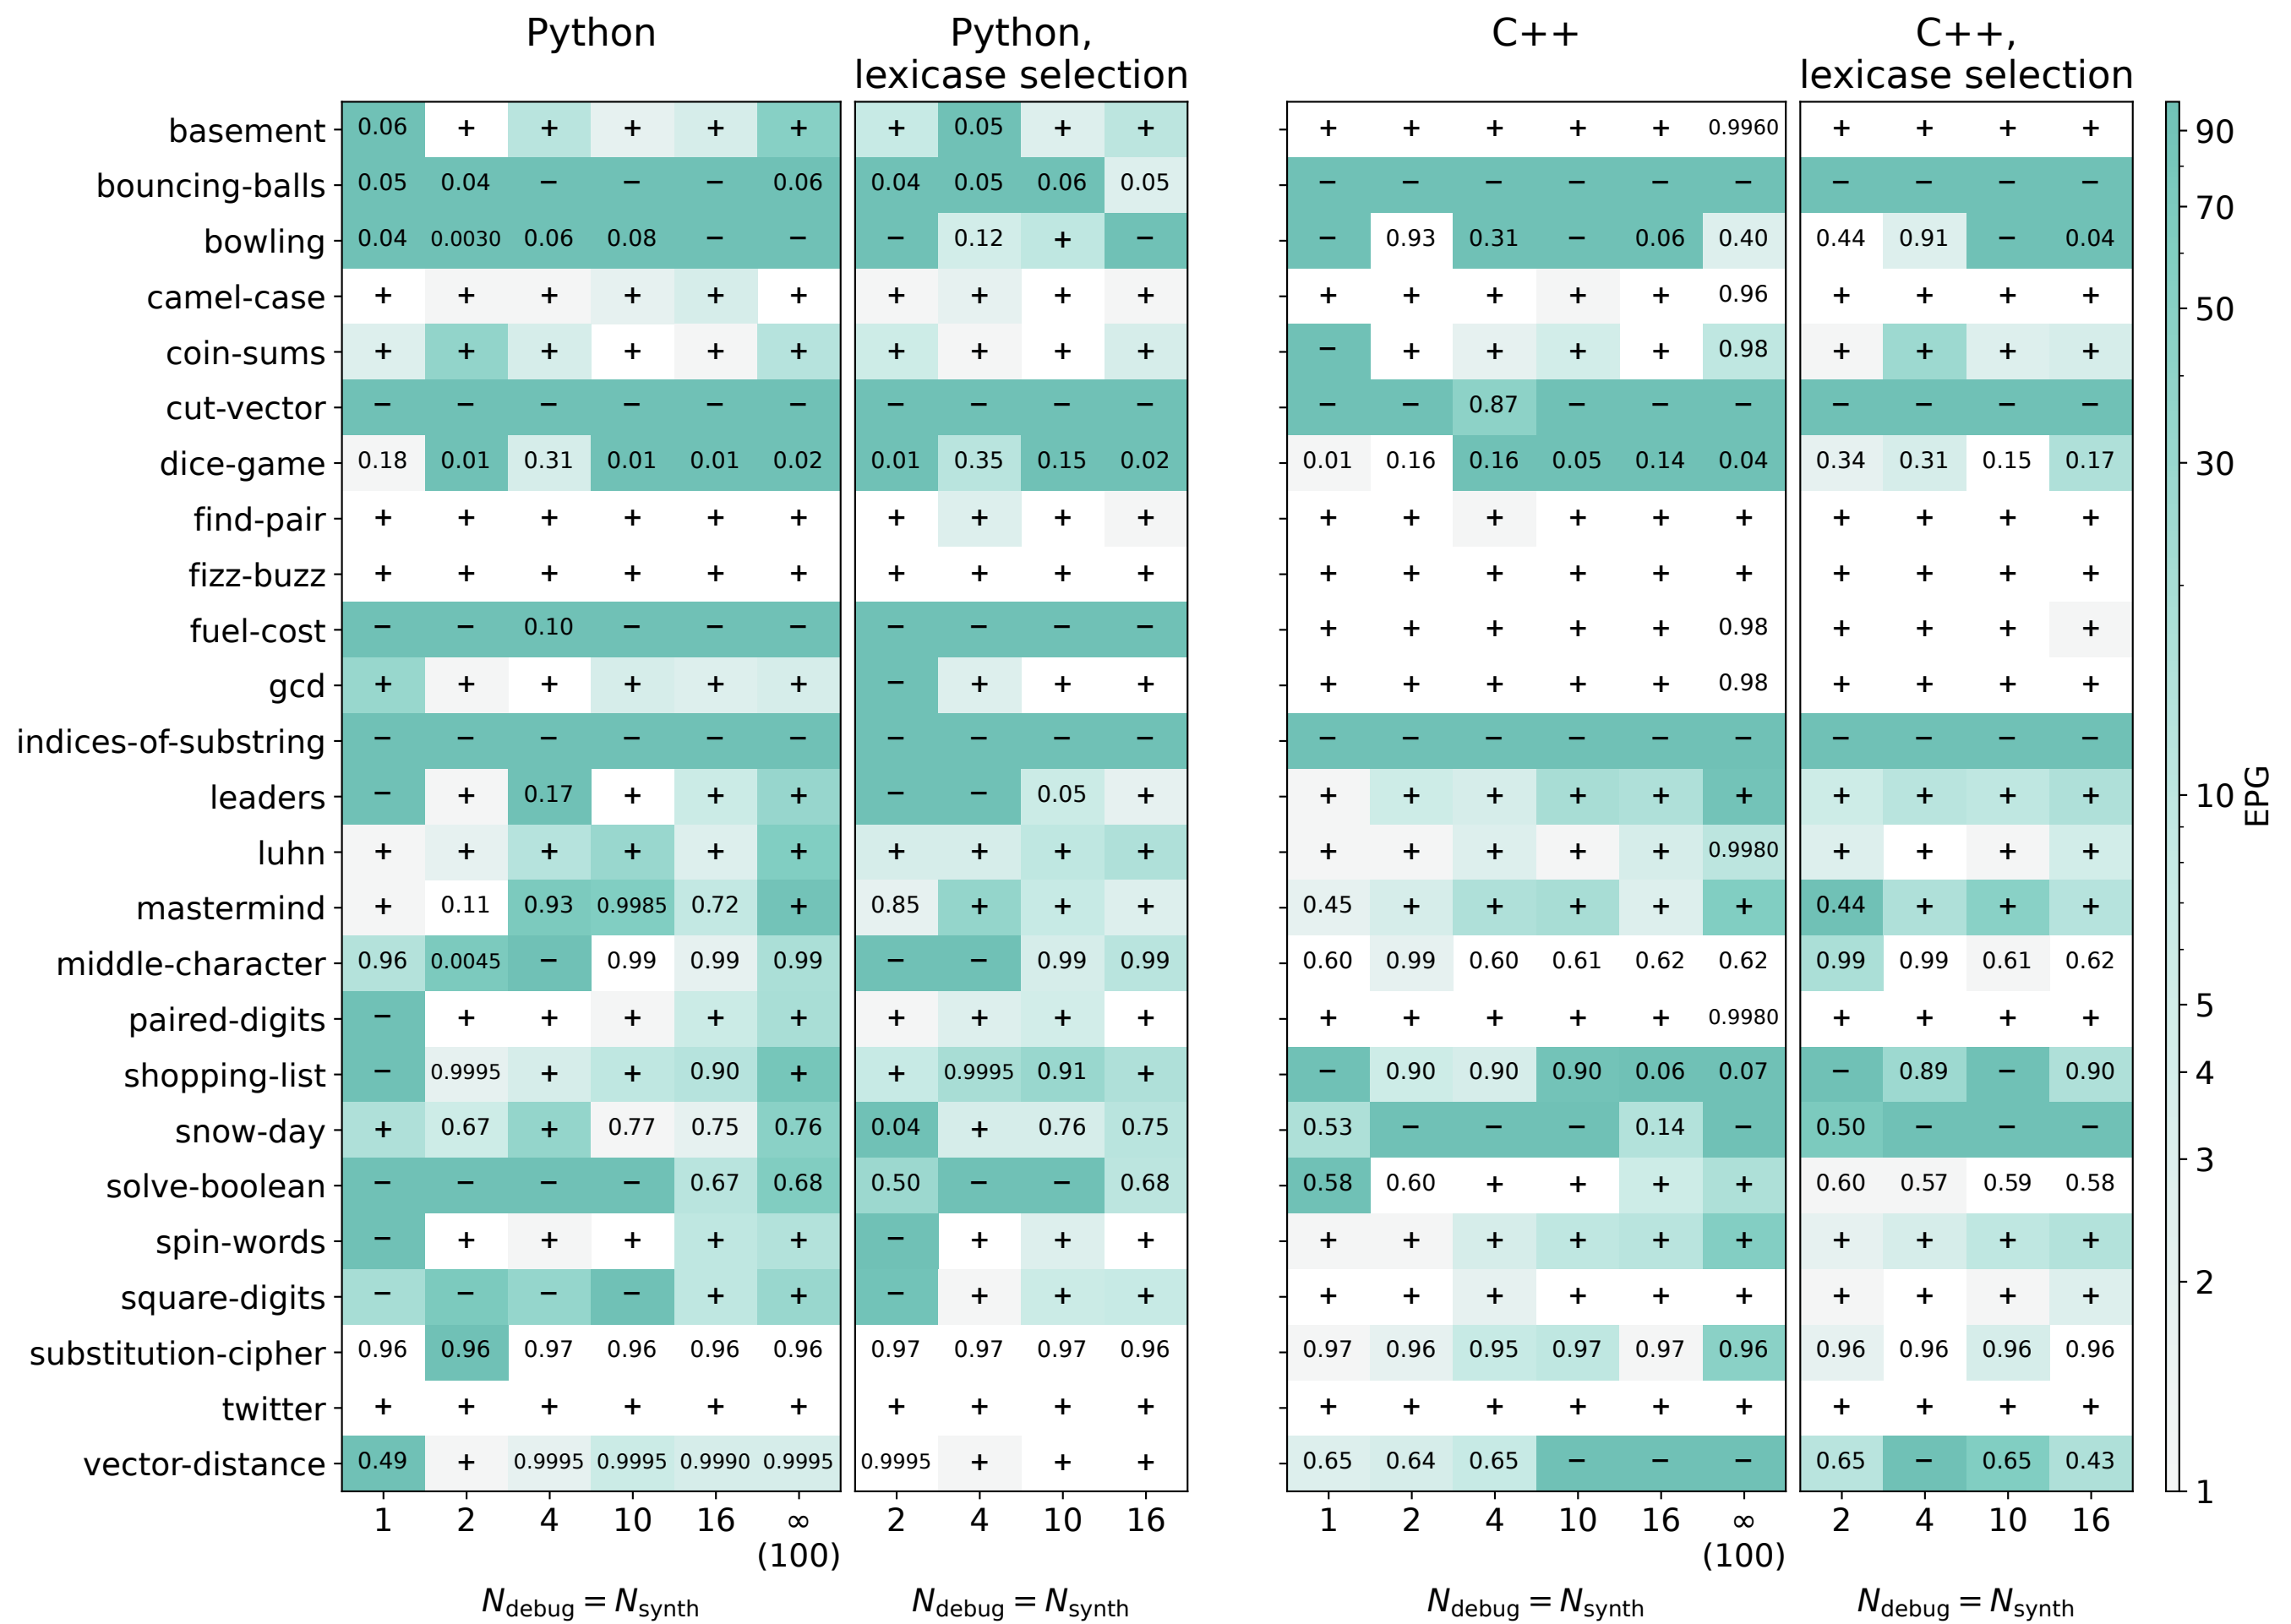 Python
Python,
lexicase selection
C++
C++,
lexicase selection
basement 0.06 + + + + + + 0.05 + + + + + + + 0.9960 + + + +
bouncing-balls 0.05 0.04 − − − 0.06 0.04 0.05 0.06 0.05 − − − − − − − − − −
bowling 0.04 0.0030 0.06 0.08 − − − 0.12 + − − 0.93 0.31 − 0.06 0.40 0.44 0.91 − 0.04
camel-case + + + + + + + + + + + + + + + 0.96 + + + +
coin-sums + + + + + + + + + + − + + + + 0.98 + + + +
cut-vector − − − − − − − − − − − − 0.87 − − − − − − −
dice-game 0.18 0.01 0.31 0.01 0.01 0.02 0.01 0.35 0.15 0.02 0.01 0.16 0.16 0.05 0.14 0.04 0.34 0.31 0.15 0.17
find-pair + + + + + + + + + + + + + + + + + + + +
fizz-buzz + + + + + + + + + + + + + + + + + + + +
fuel-cost − − 0.10 − − − − − − − + + + + + 0.98 + + + +
gcd + + + + + + − + + + + + + + + 0.98 + + + +
indices-of-substring − − − − − − − − − − − − − − − − − − − −
leaders − + 0.17 + + + − − 0.05 + + + + + + + + + + +
luhn + + + + + + + + + + + + + + + 0.9980 + + + +
mastermind + 0.11 0.93 0.9985 0.72 + 0.85 + + + 0.45 + + + + + 0.44 + + +
middle-character 0.96 0.0045 − 0.99 0.99 0.99 − − 0.99 0.99 0.60 0.99 0.60 0.61 0.62 0.62 0.99 0.99 0.61 0.62
paired-digits − + + + + + + + + + + + + + + 0.9980 + + + +
shopping-list − 0.9995 + + 0.90 + + 0.9995 0.91 + − 0.90 0.90 0.90 0.06 0.07 − 0.89 − 0.90
snow-day + 0.67 + 0.77 0.75 0.76 0.04 + 0.76 0.75 0.53 − − − 0.14 − 0.50 − − −
solve-boolean − − − − 0.67 0.68 0.50 − − 0.68 0.58 0.60 + + + + 0.60 0.57 0.59 0.58
spin-words − + + + + + − + + + + + + + + + + + + +
square-digits − − − − + + − + + + + + + + + + + + + +
substitution-cipher 0.96 0.96 0.97 0.96 0.96 0.96 0.97 0.97 0.97 0.96 0.97 0.96 0.95 0.97 0.97 0.96 0.96 0.96 0.96 0.96
twitter + + + + + + + + + + + + + + + + + + + +
vector-distance 0.49 + 0.9995 0.9995 0.9990 0.9995 0.9995 + + + 0.65 0.64 0.65 − − − 0.65 − 0.65 0.43
1 2 4 10 16 ∞
(100)
2 4 10 16
1 2 4 10 16 ∞
(100)
2 4 10 16
N_debug = N_synth
N_debug = N_synth
N_debug = N_synth
N_debug = N_synth
90
70
50
30
10
5
4
3
2
1
EPG